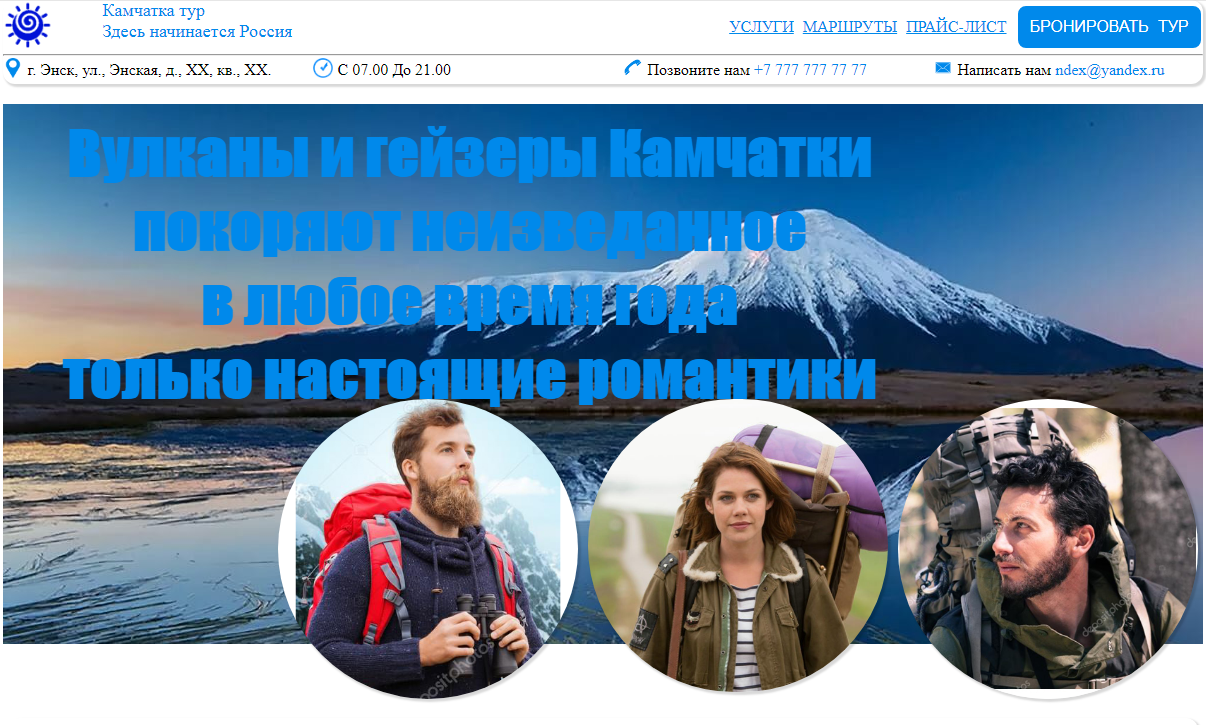 Камчатка тур
Здесь начинается Россия
УСЛУГИ МАРШРУТЫ ПРАЙС-ЛИСТ БРОНИРОВАТЬ ТУР
г. Энск, ул., Энская, д., XX, кв., XX. С 07.00 До 21.00 Позвоните нам +7 777 777 77 77 Написать нам ndex@yandex.ru
Вулканы и гейзеры Камчатки
покоряют неизведанное
в любое время года
только настоящие романтики
depositphotos